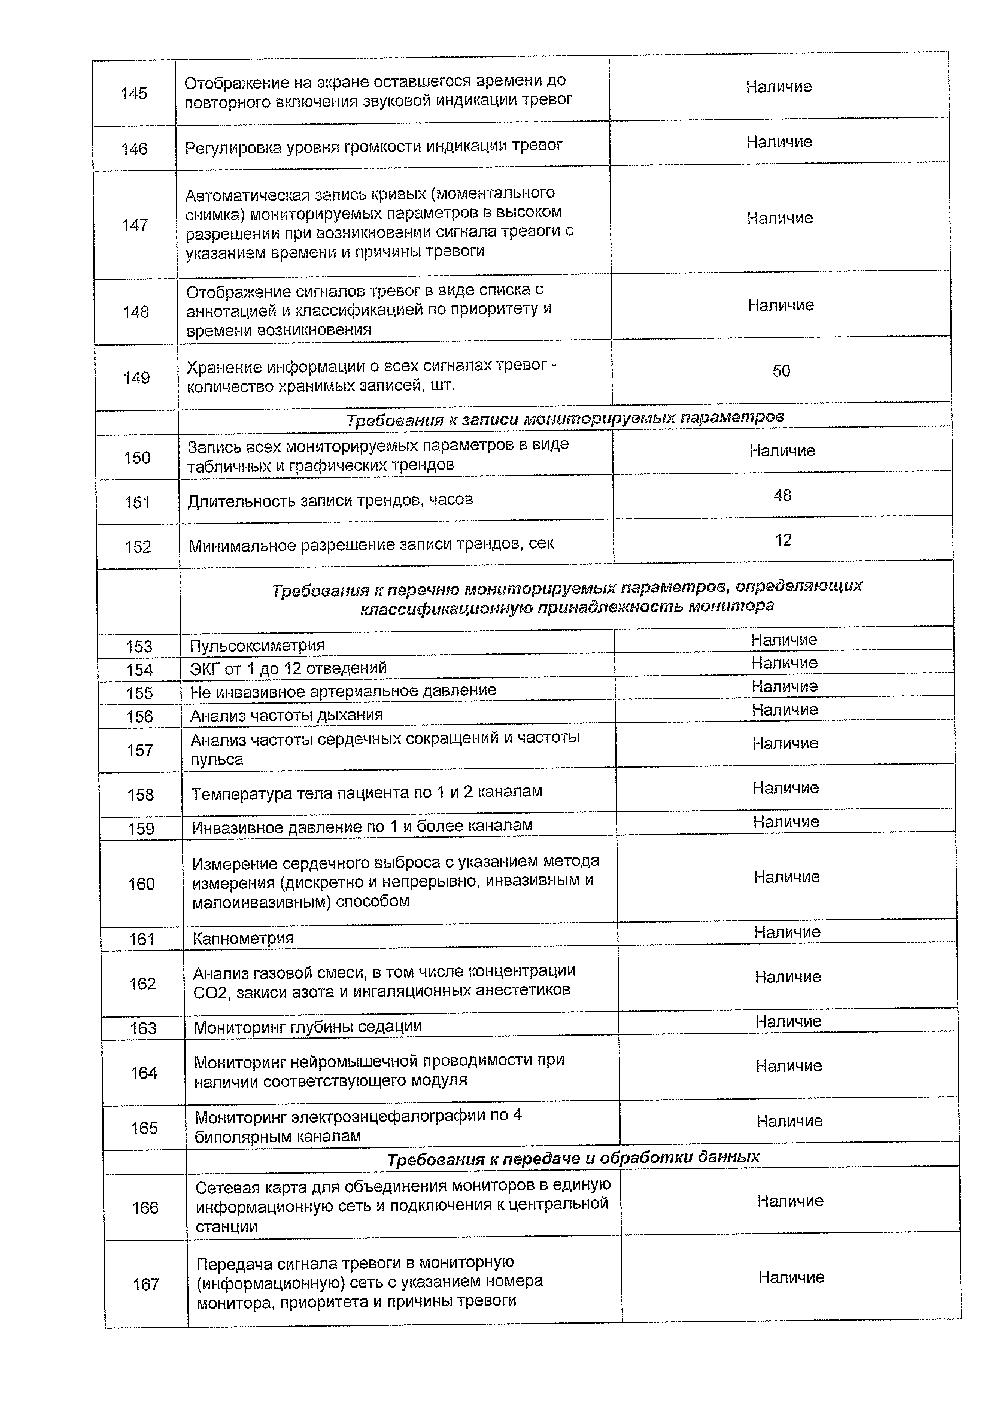 145 Отображение на экране оставшегося времени до Наличие
повторного включения звуковой индикации тревог
146 Регулировка уровня громкости индикации тревог Наличие
147 Автоматическая запись кривых (моментального
снимка) мониторируемых параметров в высоком Наличие
разрешении при возникновении сигнала тревоги с
указанием времени и причины тревоги
148 Отображение сигналов тревог в виде списка с
аннотацией и классификацией по приоритету и Наличие
времени возникновения
149 Хранение информации о всех сигналах тревог - 50
количество хранимых записей, шт.
Требования к записи мониторируемых параметров
150 Запись всех мониторируемых параметров в виде Наличие
табличных и графических трендов
151 Длительность записи трендов, часов 48
152 Минимальное разрешение записи трендов, сек 12
Требования к перечню мониторируемых параметров, определяющих
классификационную принадлежность монитора
153 Пульсоксиметрия Наличие
154 ЭКГ от 1 до 12 отведений Наличие
155 Не инвазивное артериальное давление Наличие
156 Анализ частоты дыхания Наличие
157 Анализ частоты сердечных сокращений и частоты Наличие
пульса
158 Температура тела пациента по 1 и 2 каналам Наличие
159 Инвазивное давление по 1 и более каналам Наличие
160 Измерение сердечного выброса с указанием метода
измерения (дискретно и непрерывно, инвазивным и Наличие
малоинвазивным) способом
161 Капнометрия Наличие
162 Анализ газовой смеси, в том числе концентрации Наличие
СО2, закиси азота и ингаляционных анестетиков
163 Мониторинг глубины седации Наличие
164 Мониторинг нейромышечной проводимости при Наличие
наличии соответствующего модуля
165 Мониторинг электроэнцефалографии по 4 Наличие
биполярным каналам
Требования к передаче и обработки данных
166 Сетевая карта для объединения мониторов в единую
информационную сеть и подключения к центральной Наличие
станции
167 Передача сигнала тревоги в мониторную
(информационную) сеть с указанием номера Наличие
монитора, приоритета и причины тревоги